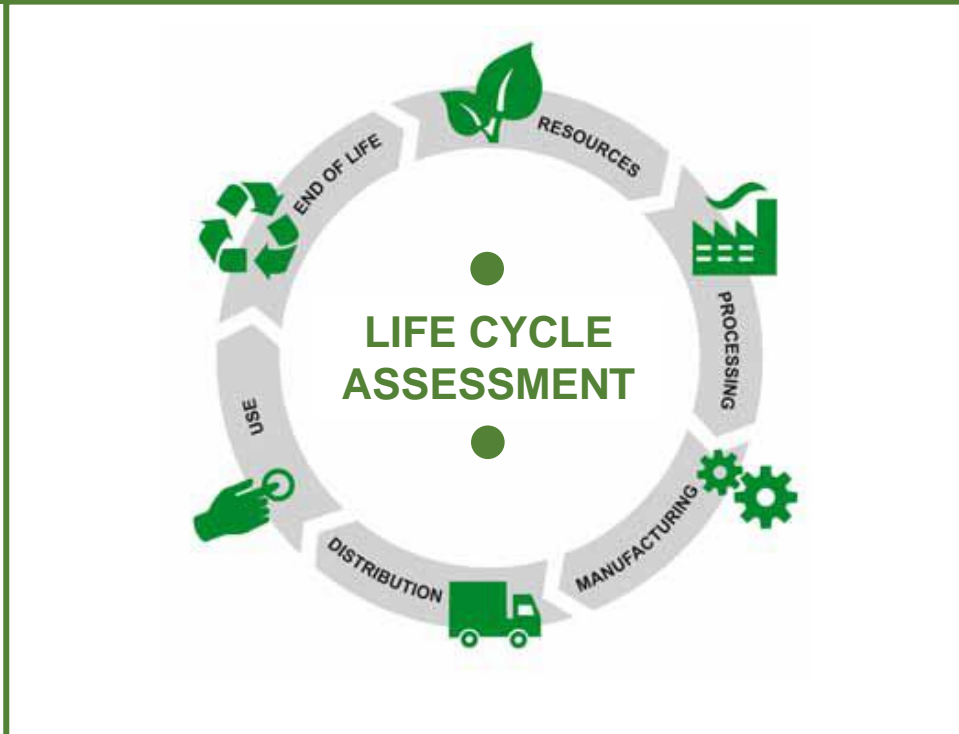 RESOURCES
PROCESSING
MANUFACTURING
DISTRIBUTION
USE
END OF LIFE
LIFE CYCLE
ASSESSMENT